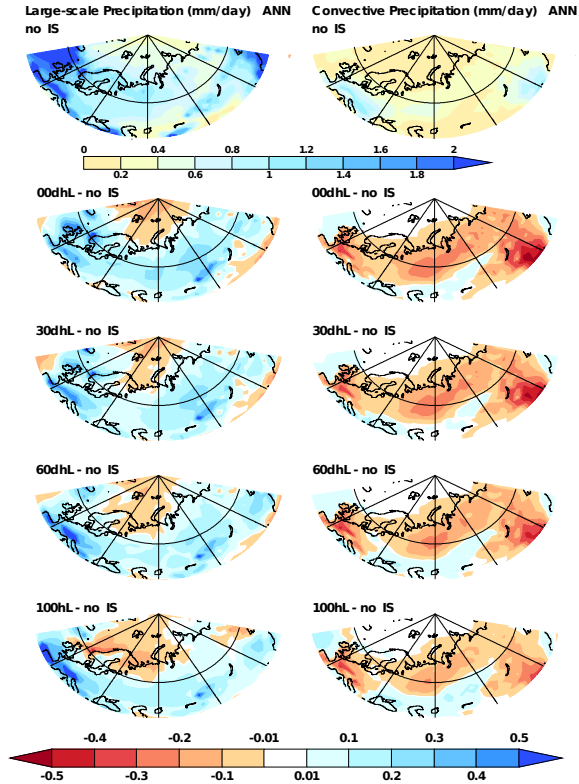 Large-scale Precipitation (mm/day) ANN
no IS
Convective Precipitation (mm/day) ANN
no IS
0 0.4 0.8 1.2 1.6 2
0.2 0.6 1 1.4 1.8
00dhL - no IS
00dhL - no IS
30dhL - no IS
30dhL - no IS
60dhL - no IS
60dhL - no IS
100hL - no IS
100hL - no IS
-0.4 -0.2 -0.01 0.1 0.3 0.5
-0.5 -0.3 -0.1 0.01 0.2 0.4